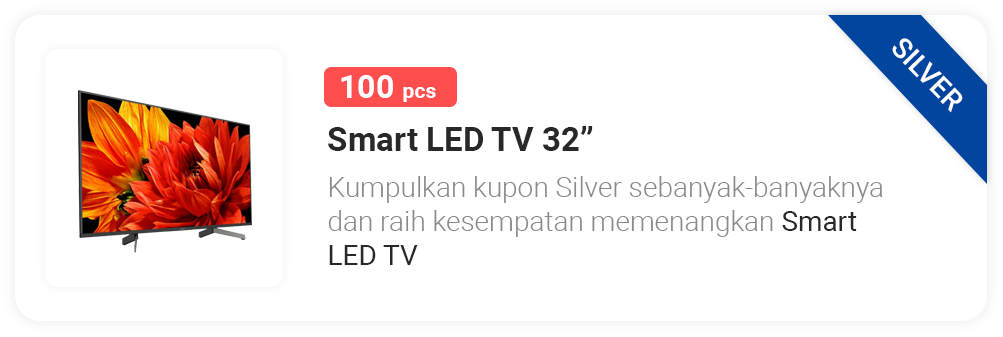 SILVER
100 pcs
Smart LED TV 32”
Kumpulkan kupon Silver sebanyak-banyaknya
dan raih kesempatan memenangkan Smart
LED TV